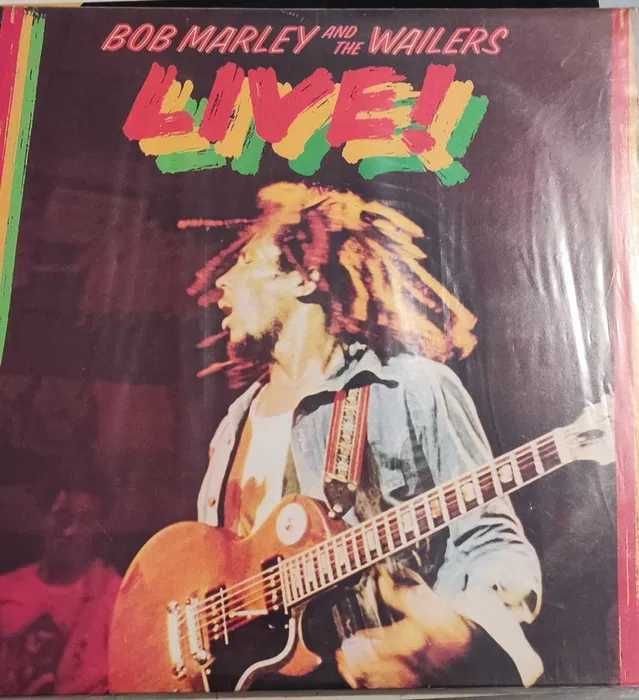 BOB MARLEY AND THE WAILERS
LIVE!